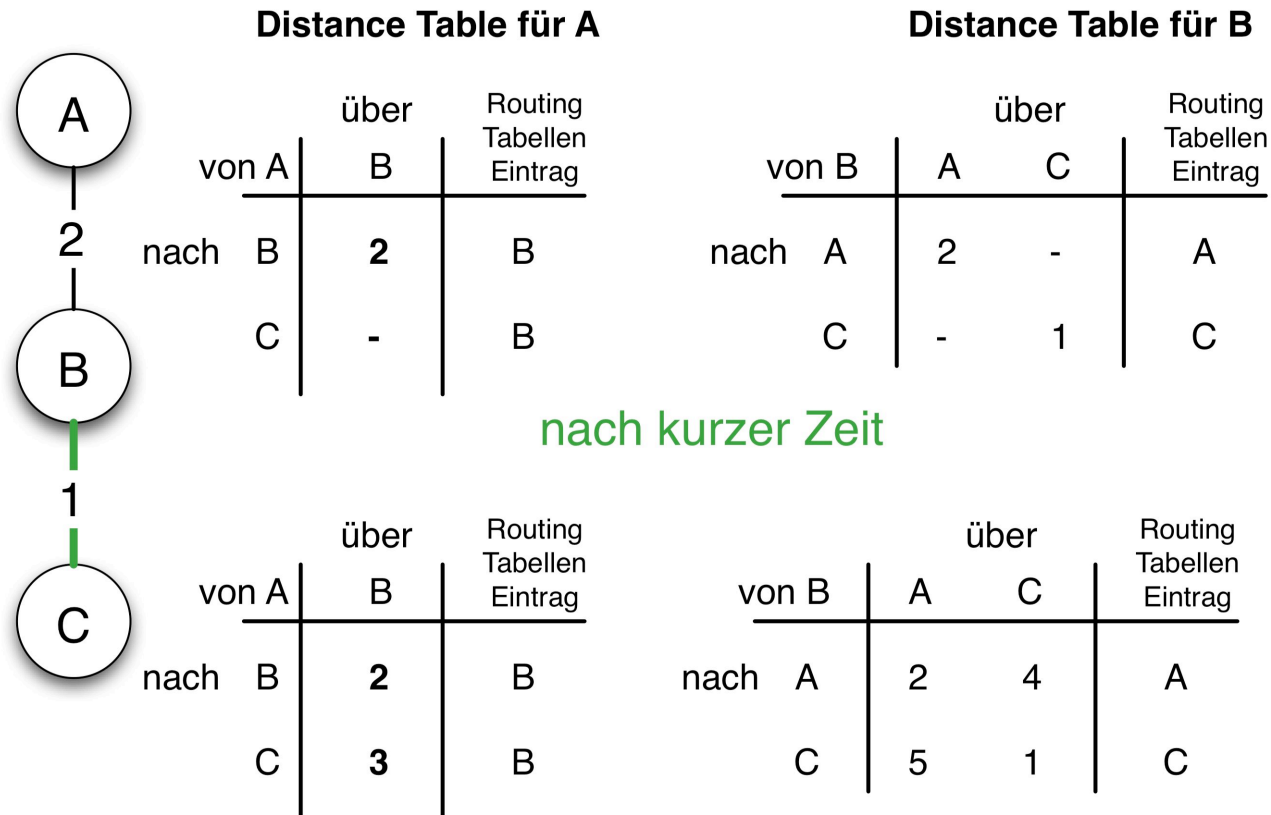 Distance Table für A
Distance Table für B
A
2
B
1
C
über
Routing
Tabellen
Eintrag
von A B
nach B 2 B
C - B
über
Routing
Tabellen
Eintrag
von B A C
nach A 2 - A
C - 1 C
nach kurzer Zeit
über
Routing
Tabellen
Eintrag
von A B
nach B 2 B
C 3 B
über
Routing
Tabellen
Eintrag
von B A C
nach A 2 4 A
C 5 1 C